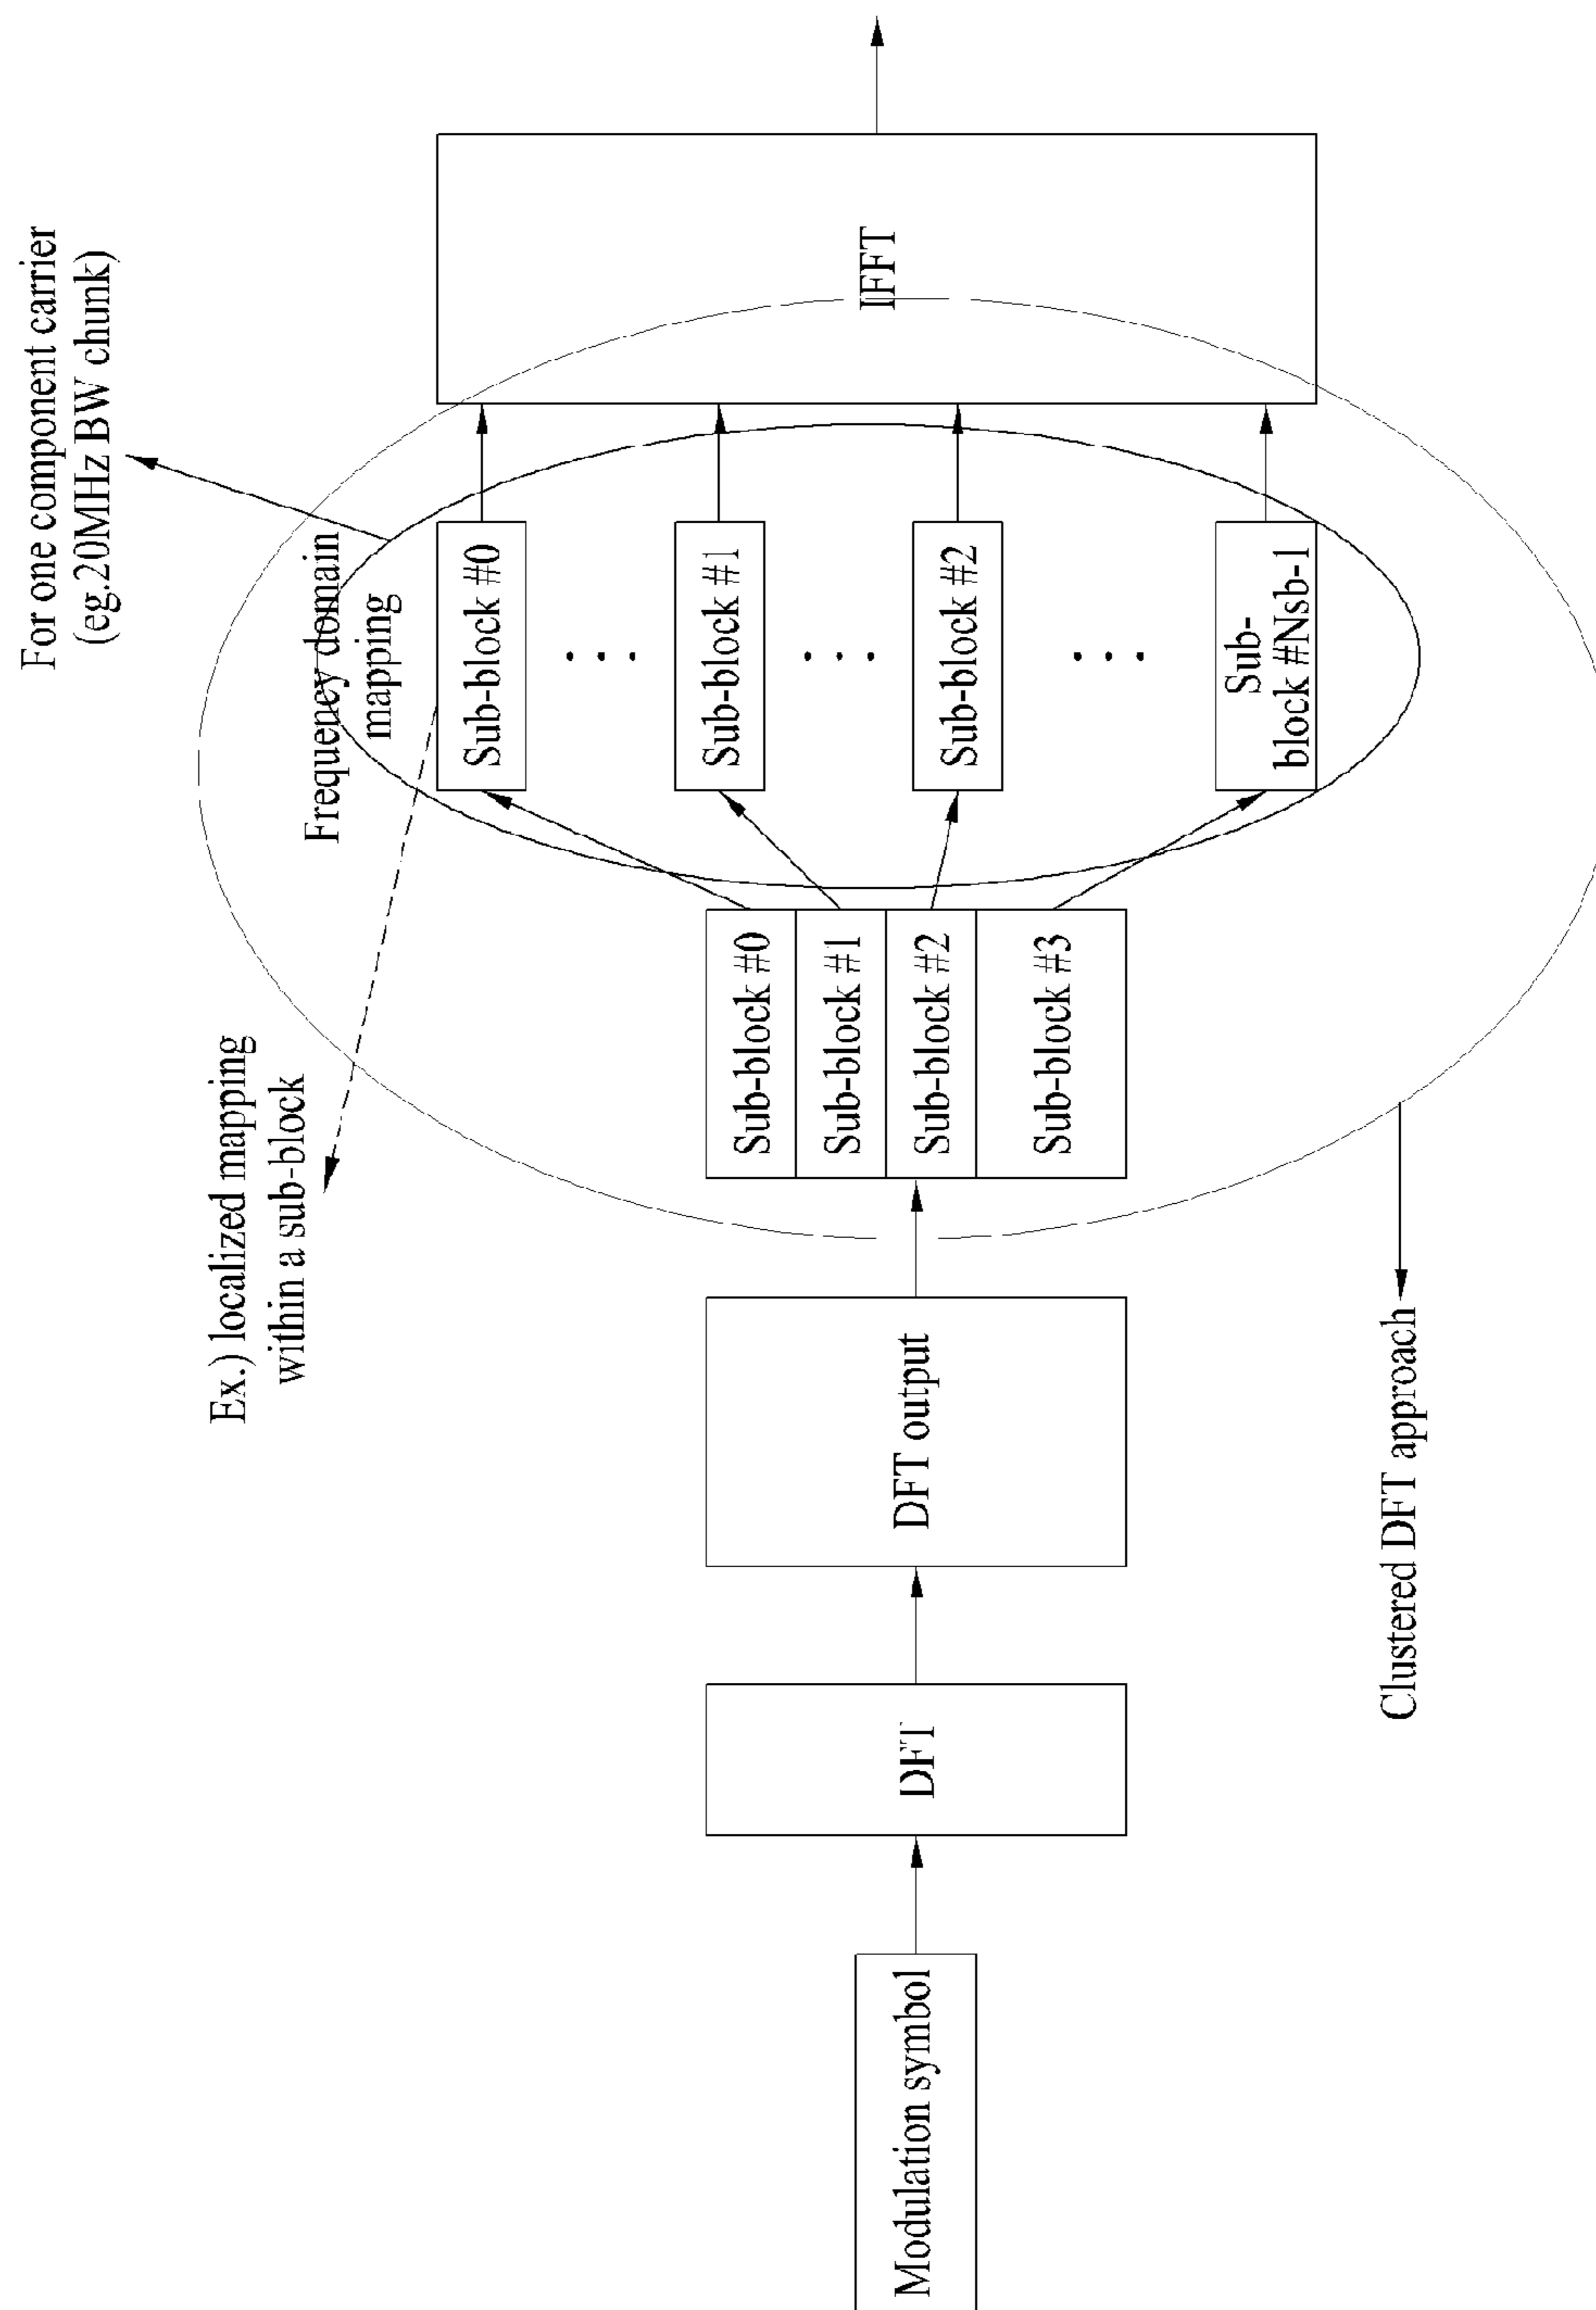 For one component carrier
(eg.20MHz BW chunk)
Ex.) localized mapping
within a sub-block
Frequency domain
mapping
Modulation symbol
DFT
DFT output
Sub-block #0
Sub-block #1
Sub-block #2
Sub-block #3
Sub-block #0
Sub-block #1
Sub-block #2
Sub-
block #Nsb-1
IFFT
Clustered DFT approach